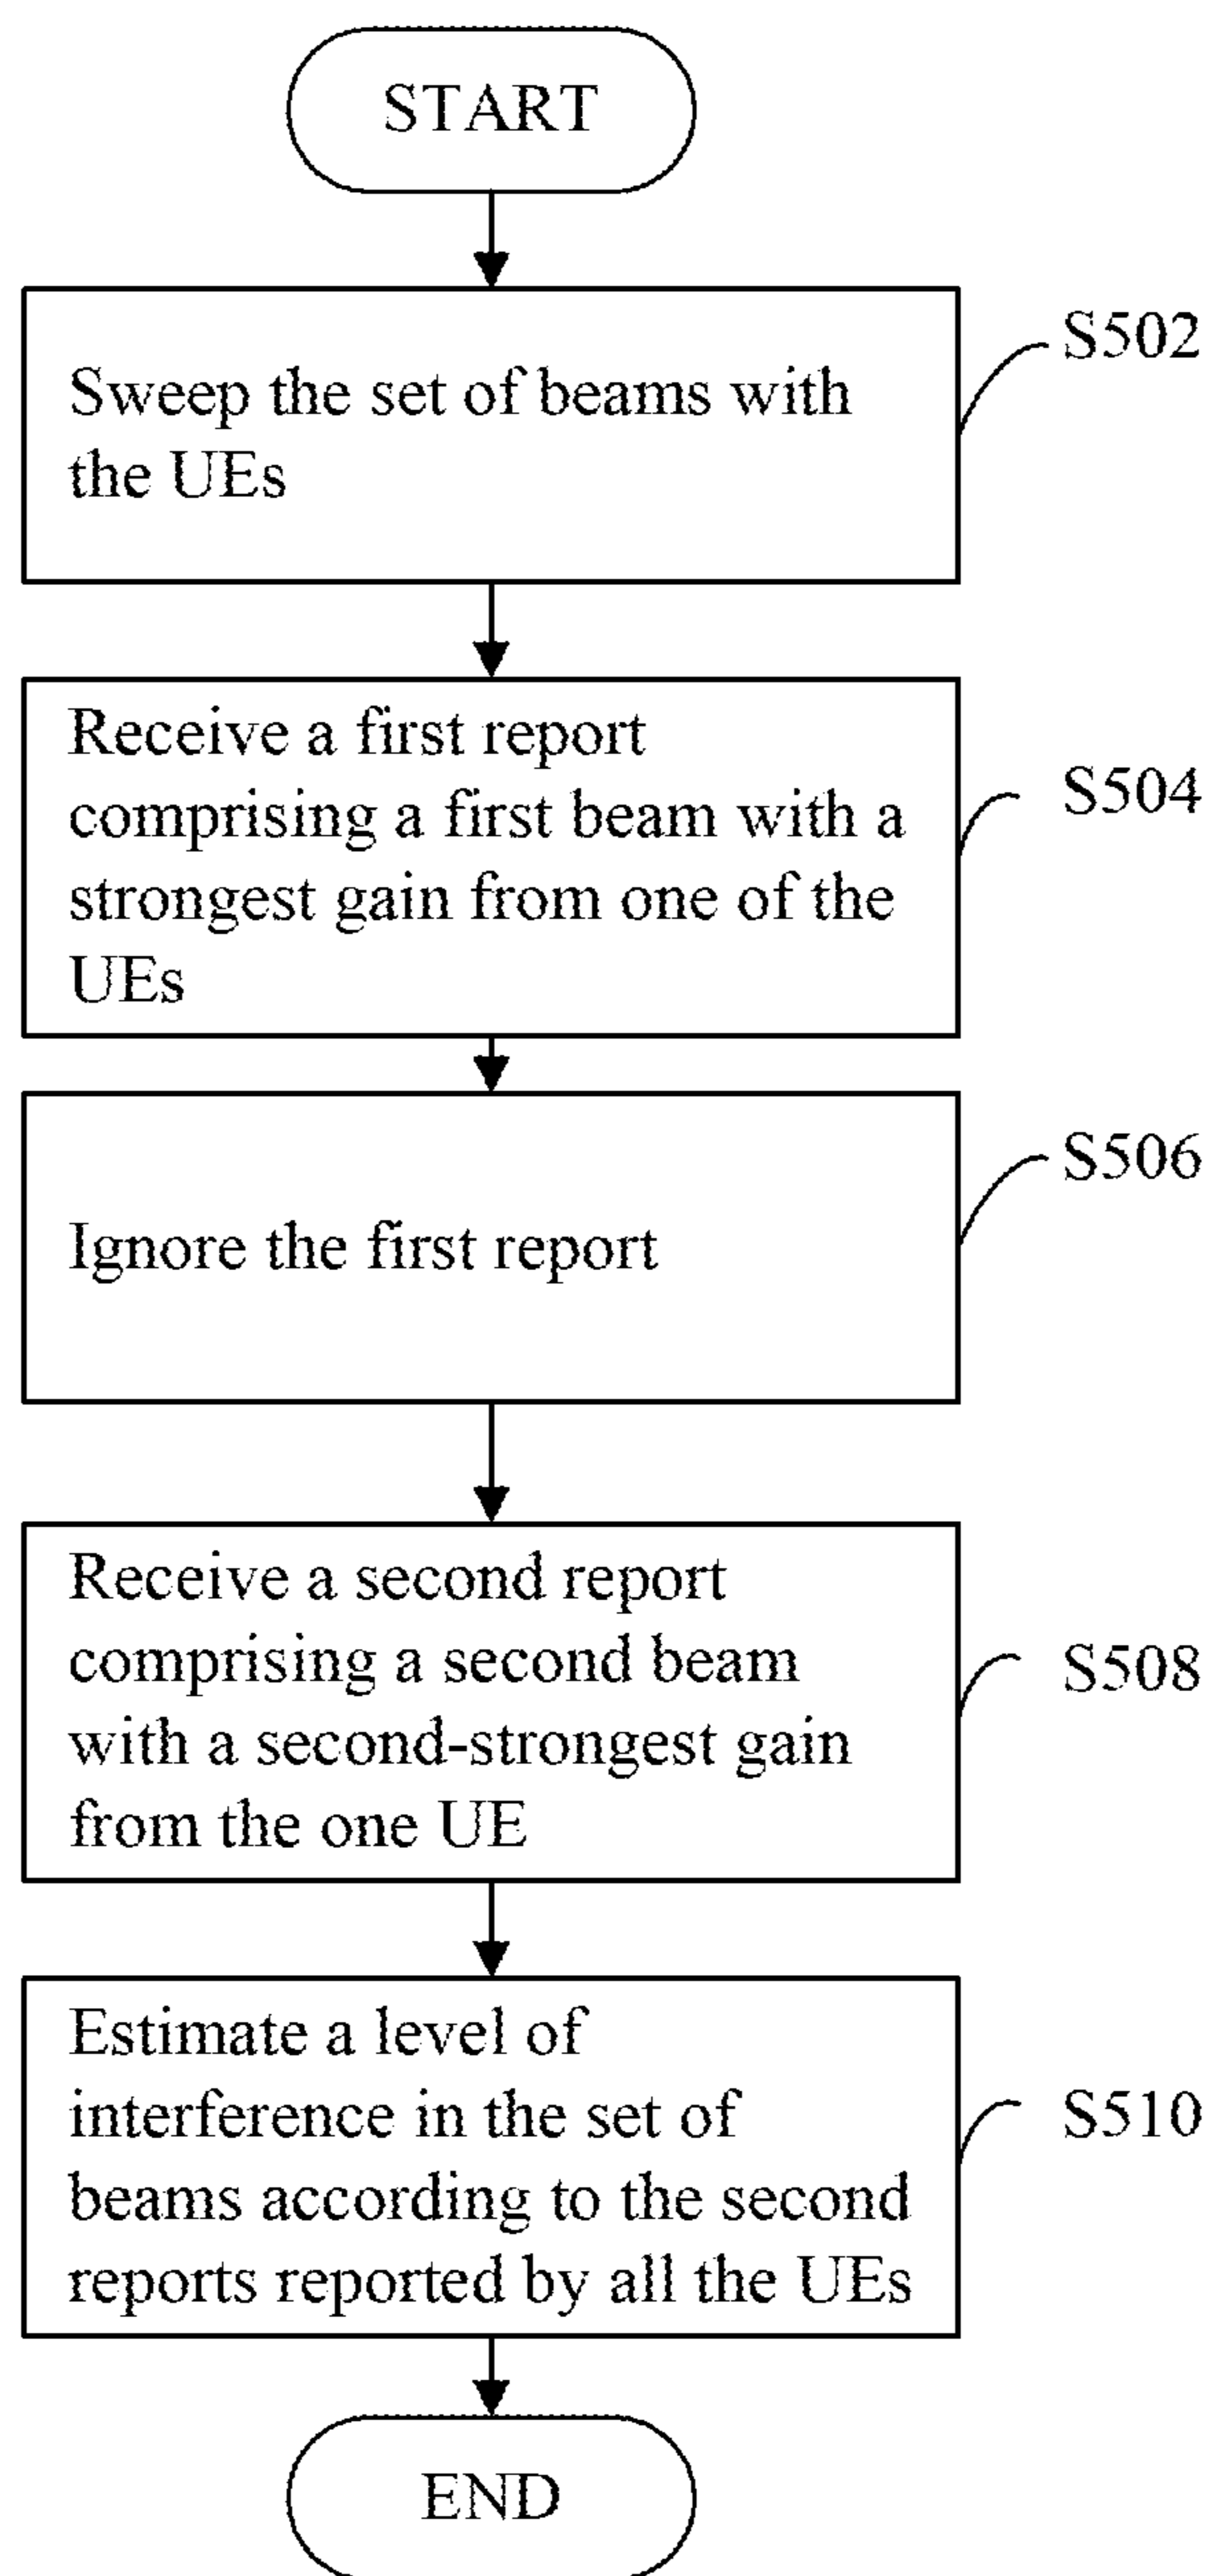 START
Sweep the set of beams with
the UEs
S502
Receive a first report
comprising a first beam with a
strongest gain from one of the
UEs
S504
Ignore the first report
S506
Receive a second report
comprising a second beam
with a second-strongest gain
from the one UE
S508
Estimate a level of
interference in the set of
beams according to the second
reports reported by all the UEs
S510
END